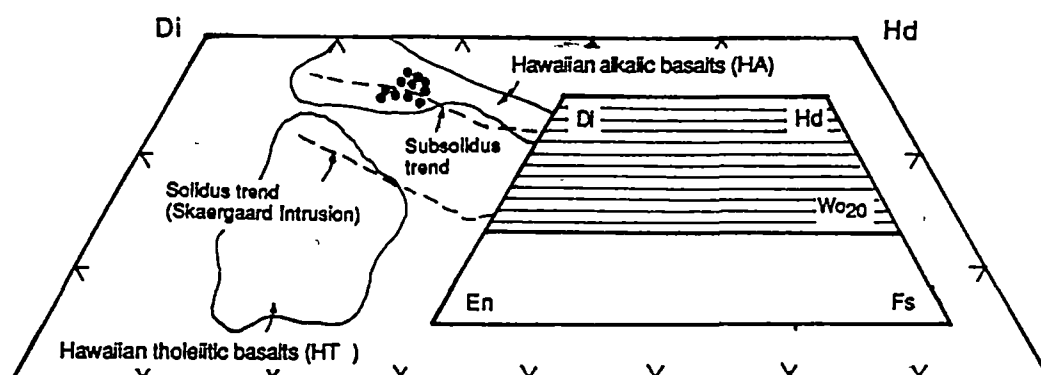 Di
Hd
Hawaiian alkalic basalts (HA)
Di
Hd
Subsolidus
trend
Solidus trend
(Skaergaard Intrusion)
Wo20
En
Fs
Hawaiian tholeiitic basalts (HT )